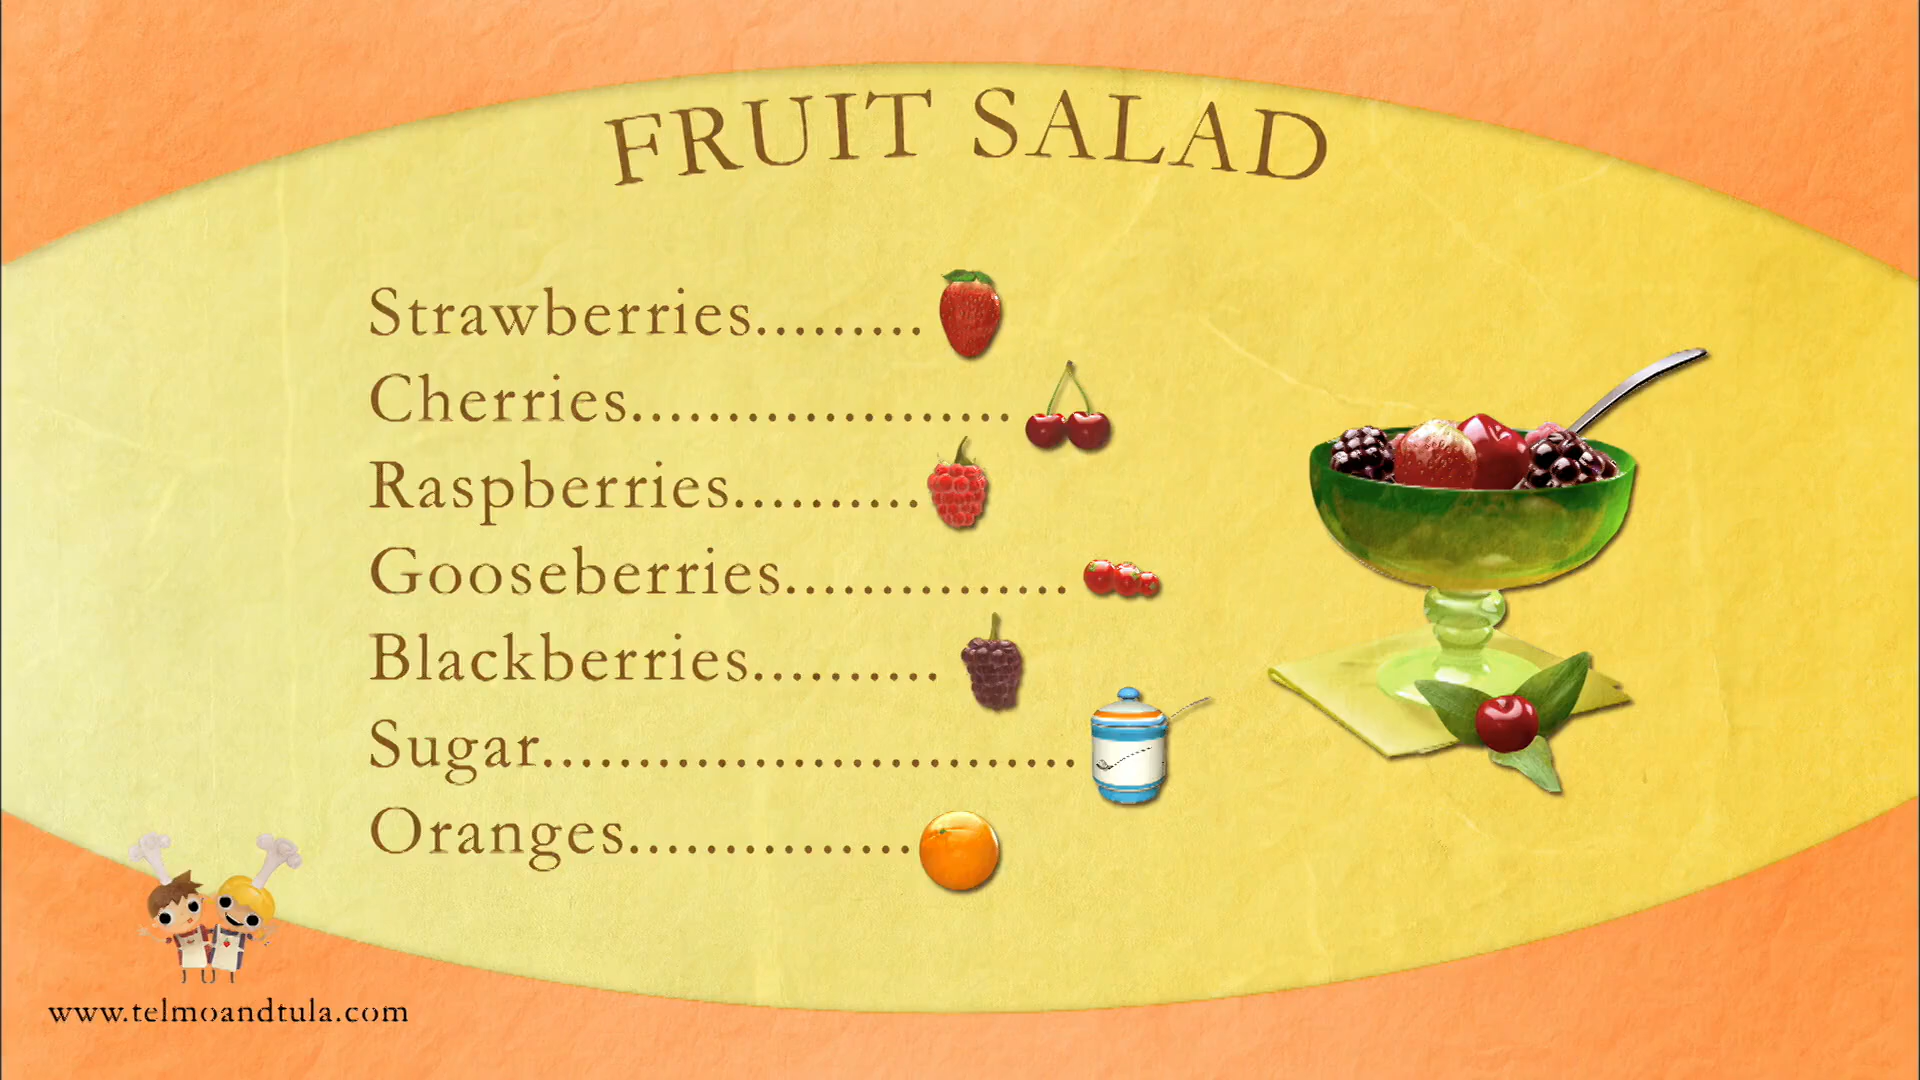 FRUIT SALAD
Strawberries.........
Cherries....................
Raspberries..........
Gooseberries...............
Blackberries..........
Sugar............................
Oranges...............
www.telmoandtula.com